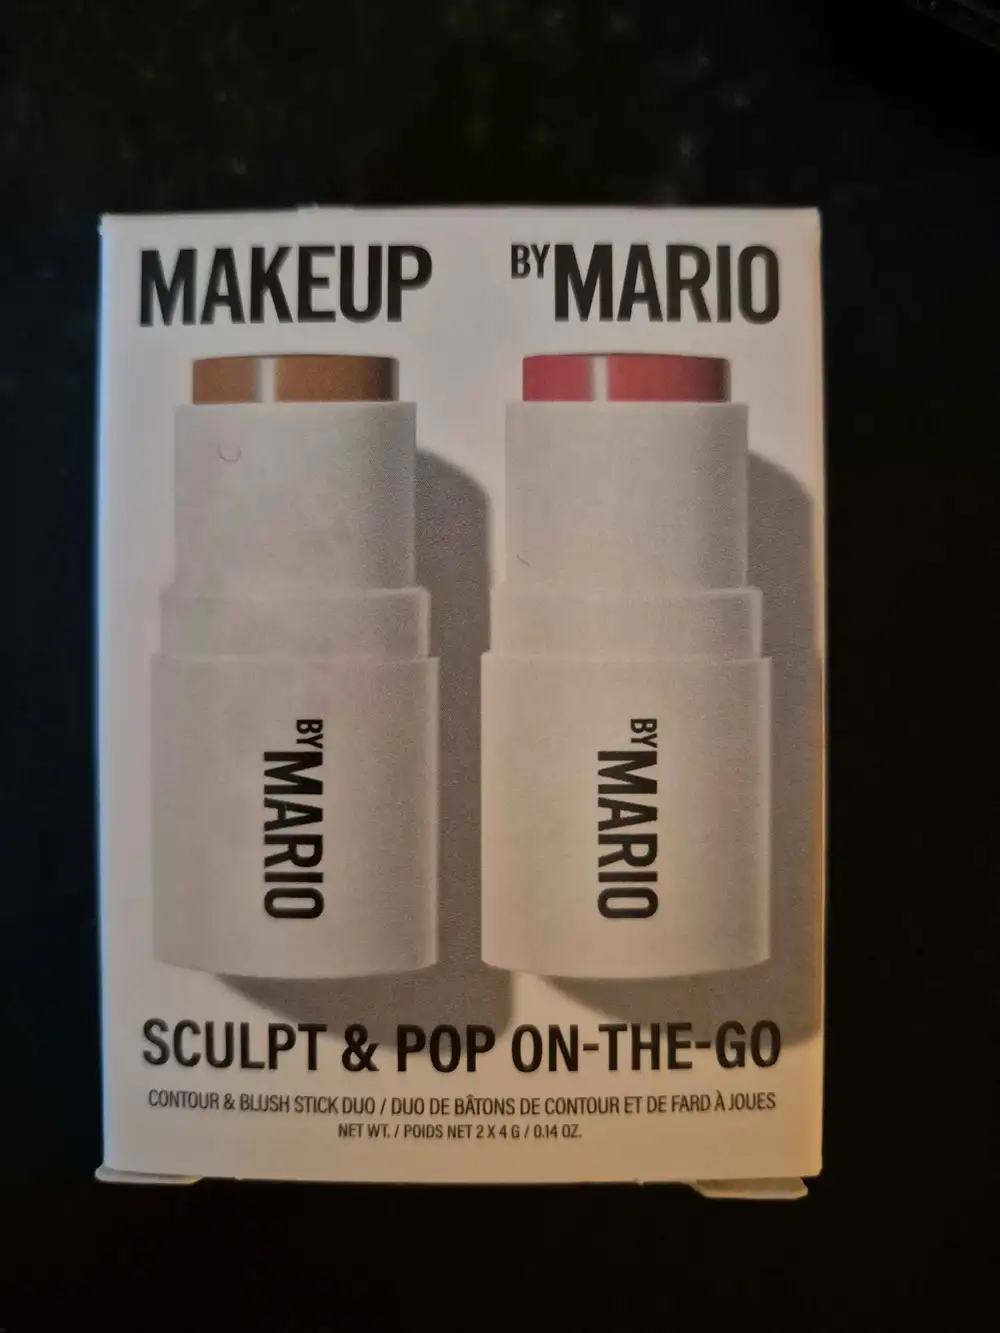 MAKEUP BY MARIO
BY MARIO
BY MARIO
SCULPT & POP ON-THE-GO
CONTOUR & BLUSH STICK DUO / DUO DE BÂTONS DE CONTOUR ET DE FARD À JOUES
NET WT. / POIDS NET 2 X 4 G / 0.14 OZ.